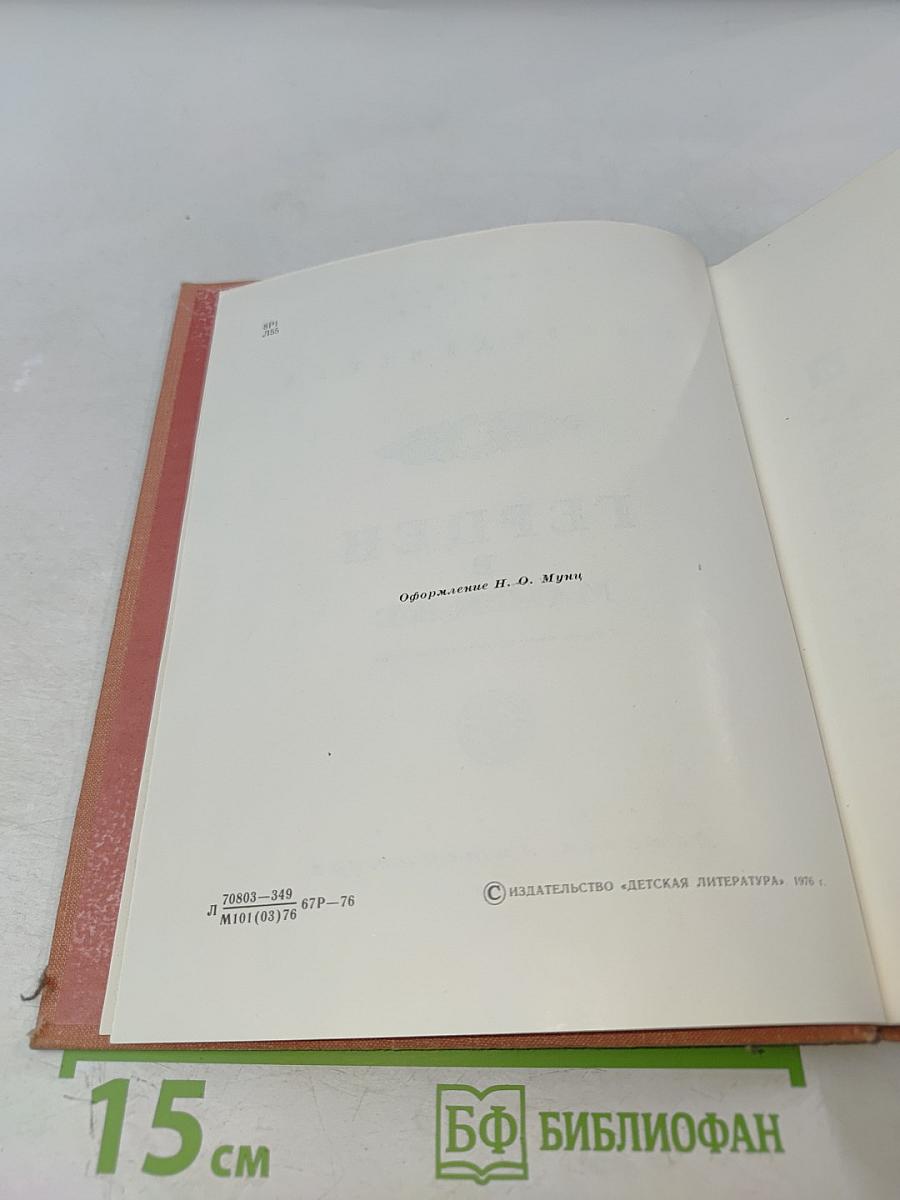 8Р1
Л55
ГЕРЦЕН
Оформление Н. О. Мунц
Л 70803—349
М101(03)76 67Р—76
© ИЗДАТЕЛЬСТВО «ДЕТСКАЯ ЛИТЕРАТУРА». 1976 г.
15 см
БФ БИБЛИОФАН